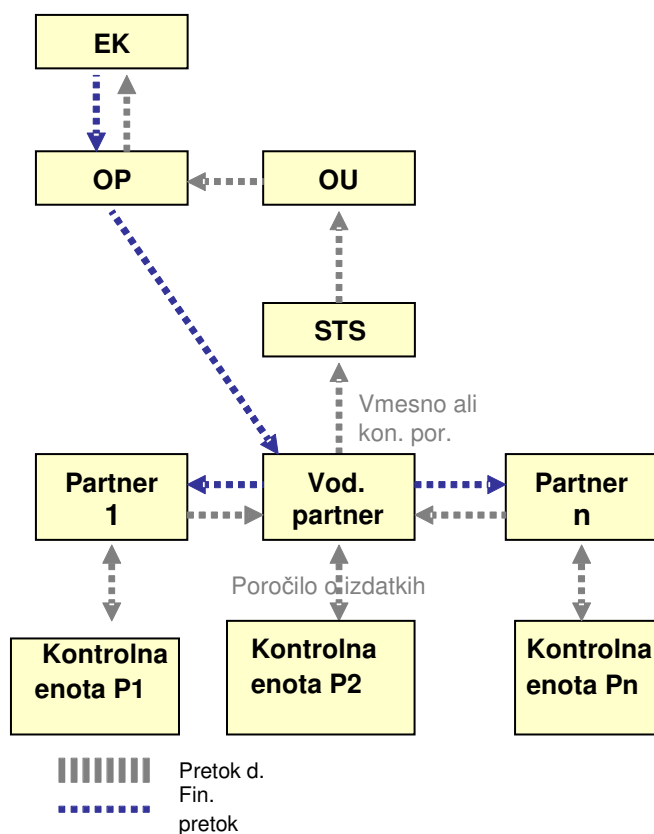 EK
OP
OU
STS
Vmesno ali
kon. por.
Partner
1
Vod.
partner
Partner
n
Poročilo o izdatkih
Kontrolna
enota P1
Kontrolna
enota P2
Kontrolna
enota Pn
Pretok d.
Fin.
pretok